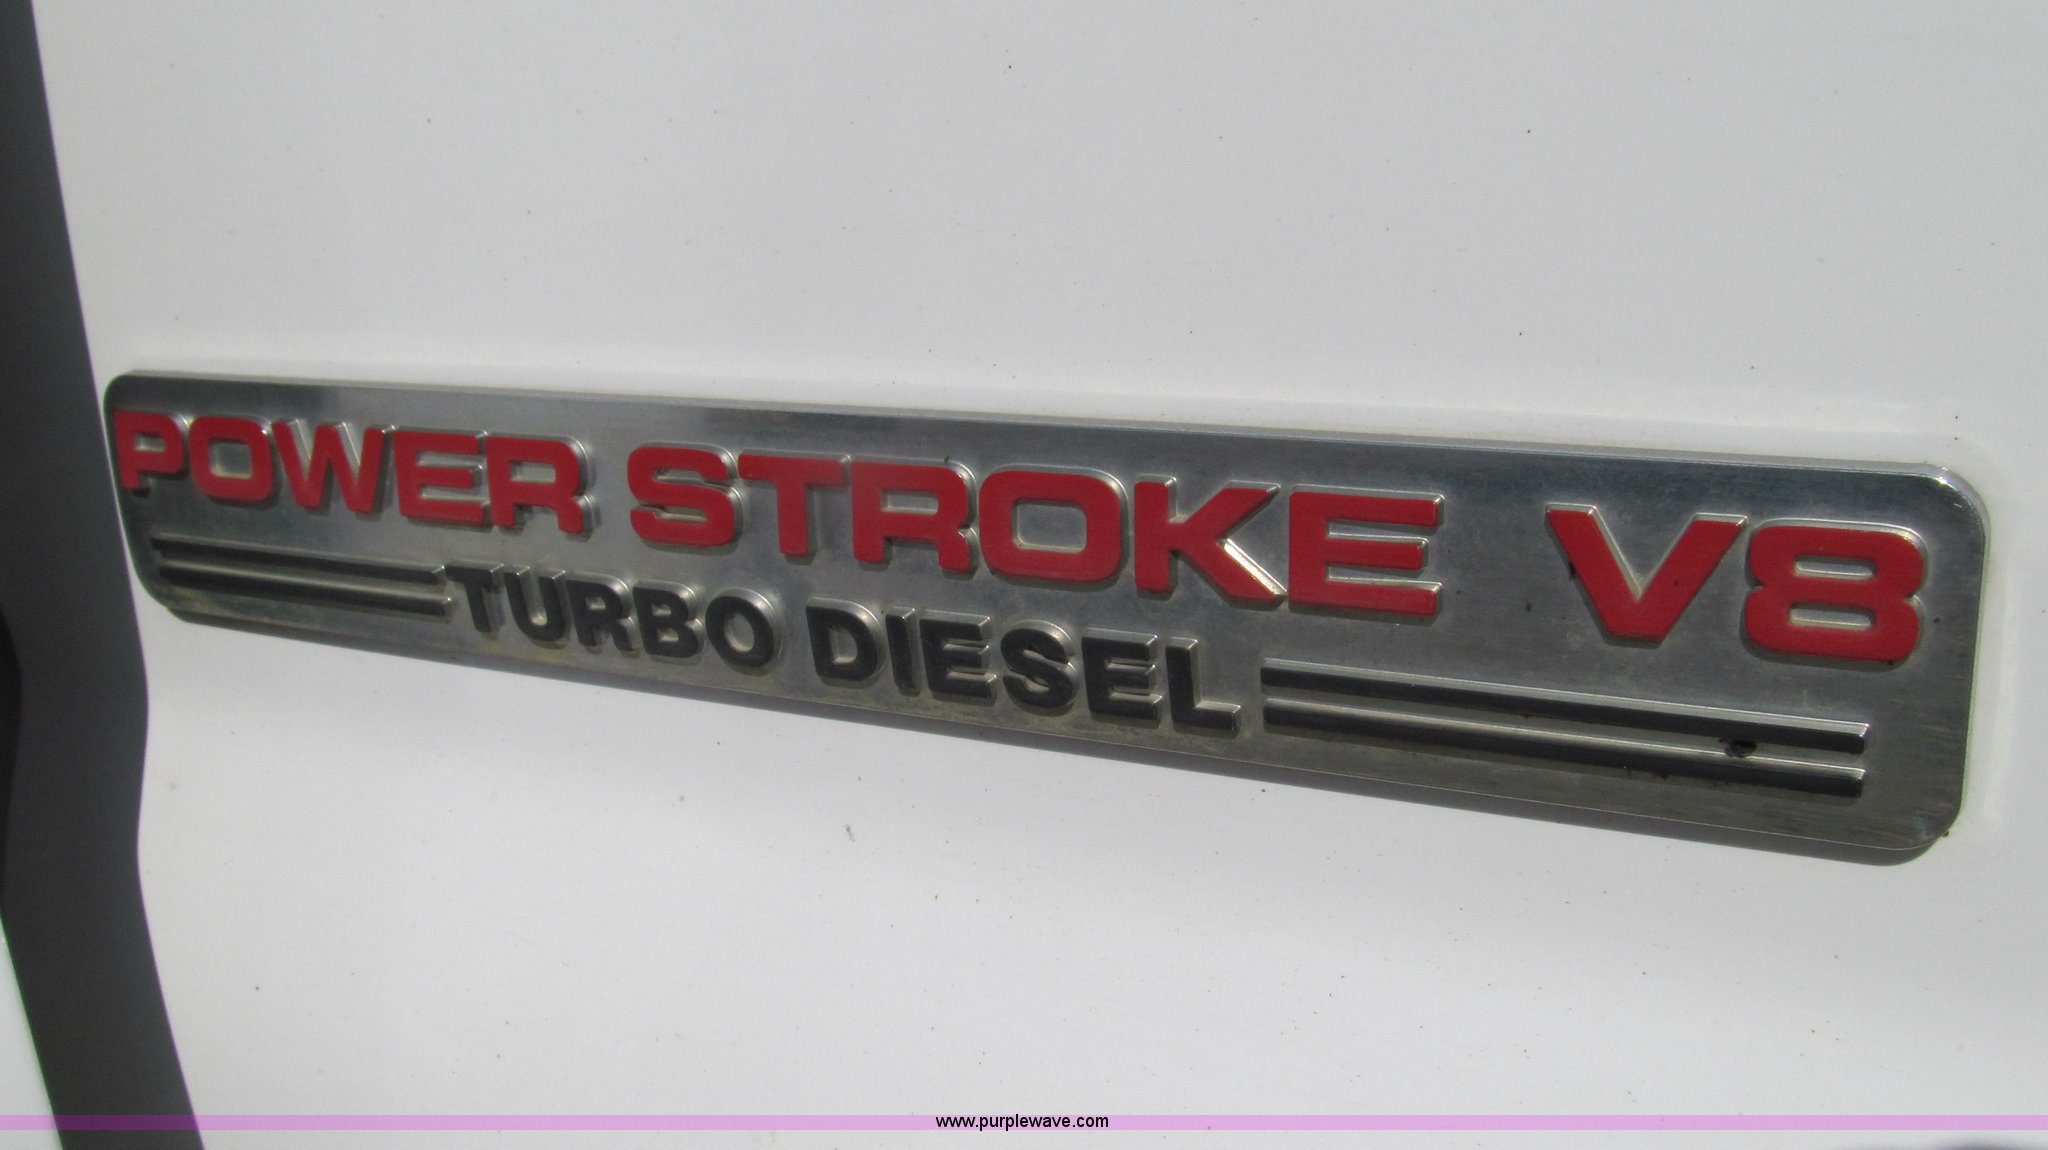 POWER STROKE V8
TURBO DIESEL
www.purplewave.com